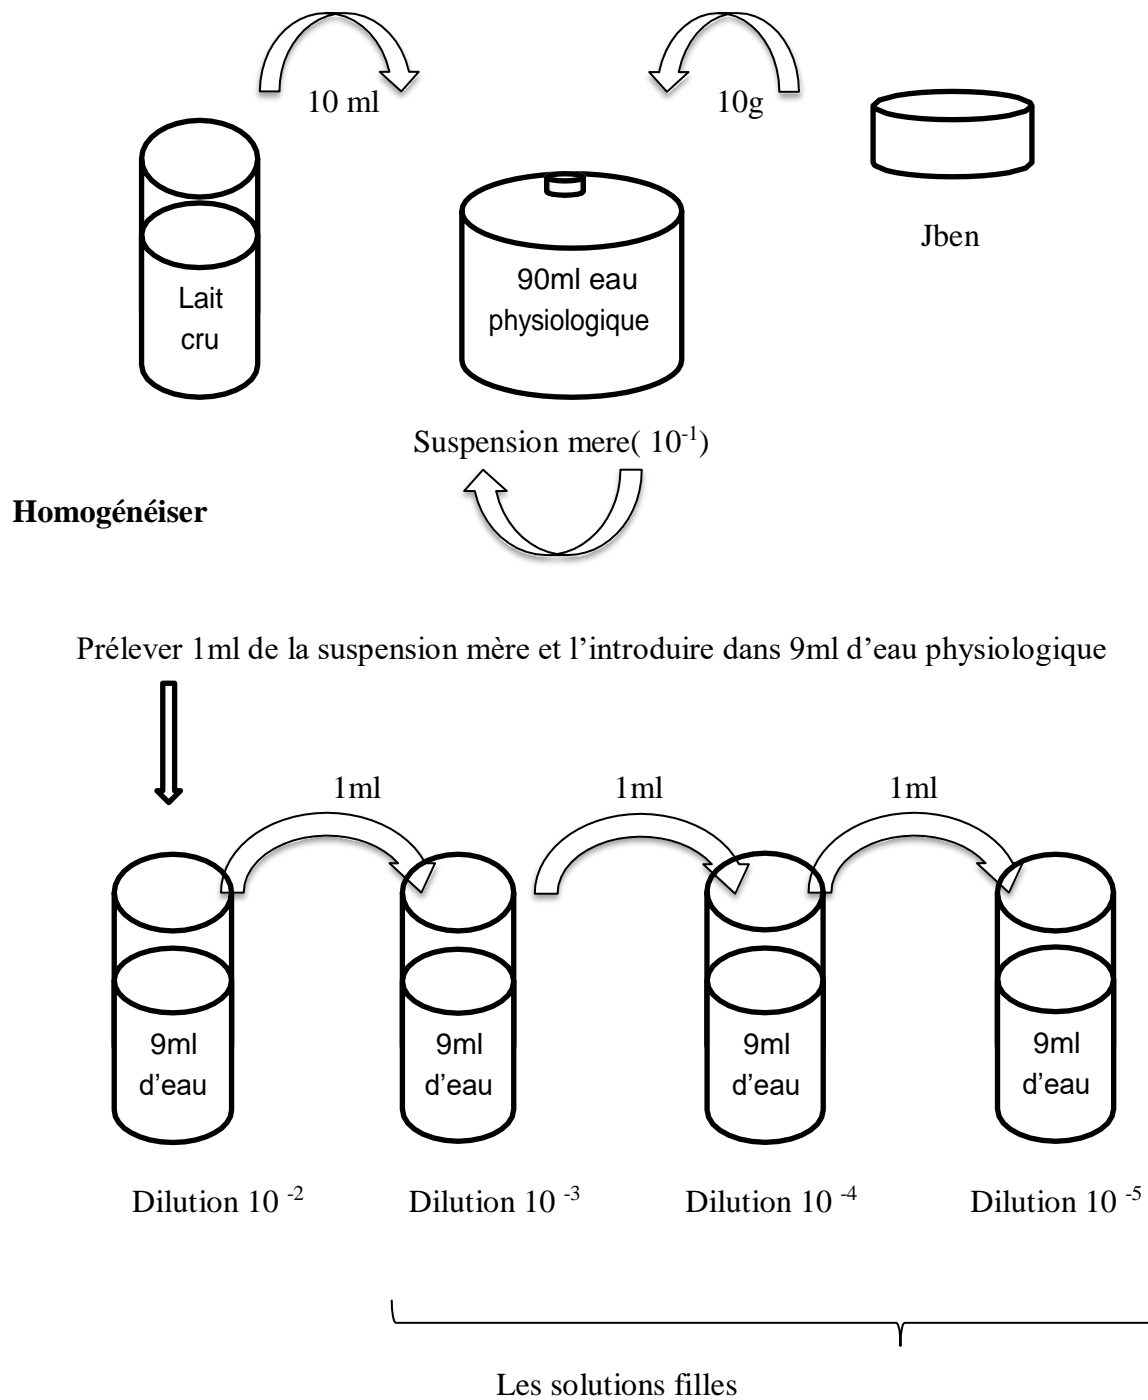 10 ml
10g
Jben
Lait
cru
90ml eau
physiologique
Suspension mere( 10⁻¹)
Homogénéiser
Prélever 1ml de la suspension mère et l’introduire dans 9ml d’eau physiologique
1ml
1ml
1ml
9ml
d’eau
9ml
d’eau
9ml
d’eau
9ml
d’eau
Dilution 10 ⁻²
Dilution 10 ⁻³
Dilution 10 ⁻⁴
Dilution 10 ⁻⁵
Les solutions filles